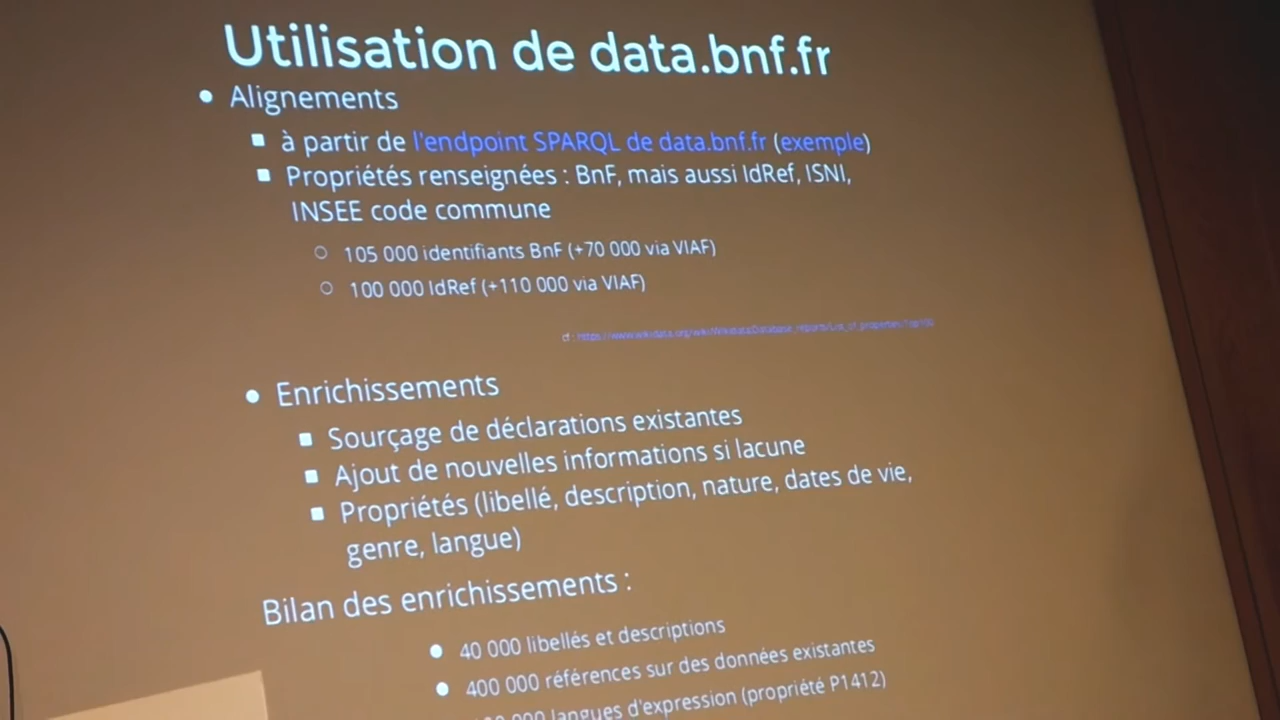 Utilisation de data.bnf.fr
Alignements
à partir de l'endpoint SPARQL de data.bnf.fr (exemple)
Propriétés renseignées : BnF, mais aussi IdRef, ISNI,
INSEE code commune
105 000 identifiants BnF (+70 000 via VIAF)
100 000 IdRef (+110 000 via VIAF)
cf :
Enrichissements
Sourçage de déclarations existantes
Ajout de nouvelles informations si lacune
Propriétés (libellé, description, nature, dates de vie,
genre, langue)
Bilan des enrichissements :
40 000 libellés et descriptions
400 000 références sur des données existantes
langues d'expression (propriété P1412)